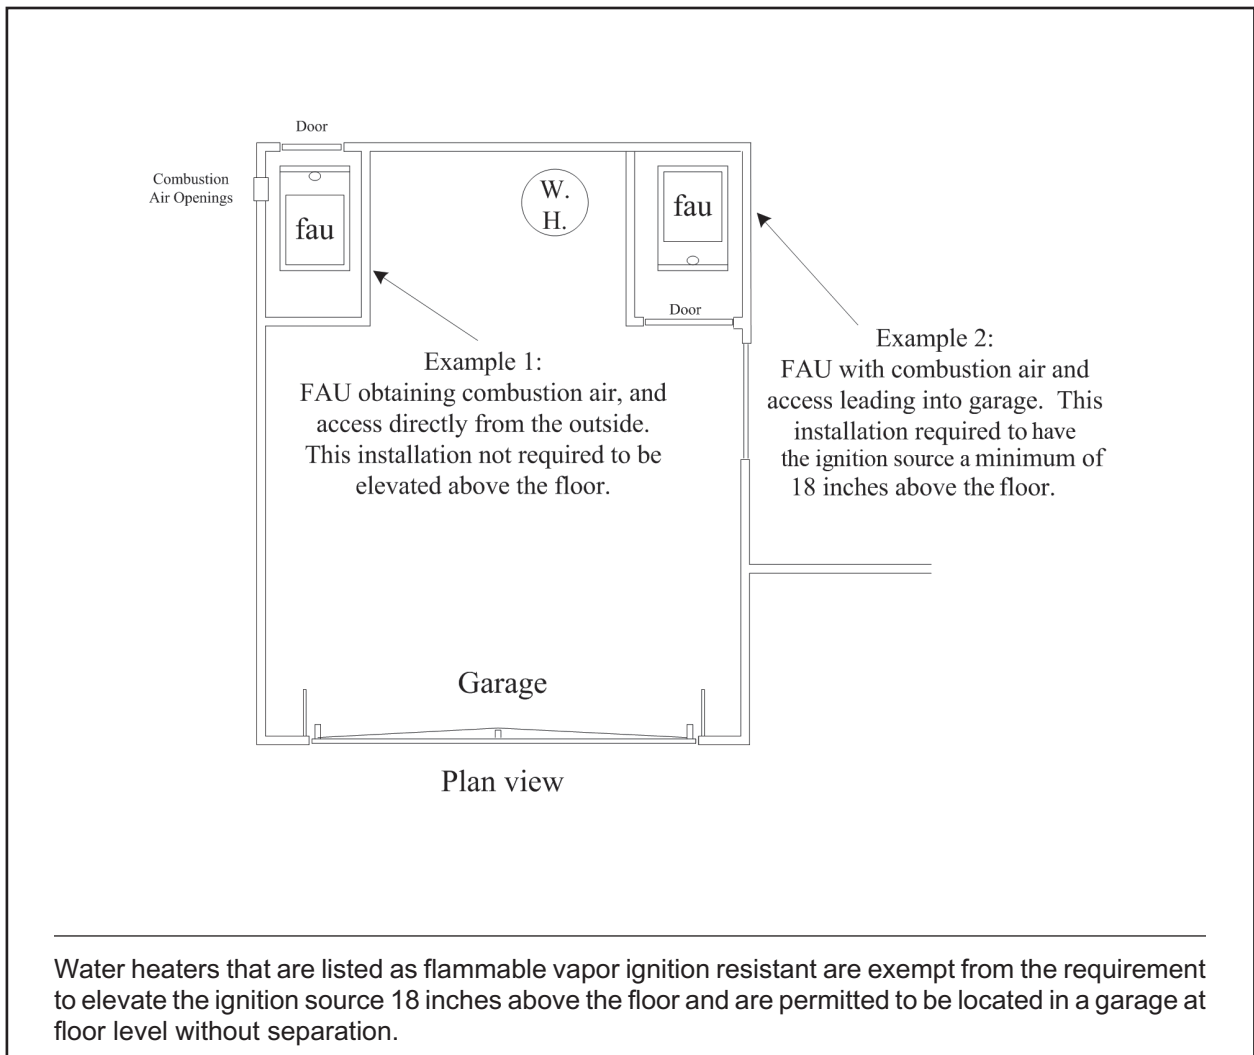 Door
Combustion
Air Openings
fau
W.
H.
fau
Door
Example 1:
FAU obtaining combustion air, and
access directly from the outside.
This installation not required to be
elevated above the floor.
Example 2:
FAU with combustion air and
access leading into garage. This
installation required to have
the ignition source a minimum of
18 inches above the floor.
Garage
Plan view
Water heaters that are listed as flammable vapor ignition resistant are exempt from the requirement
to elevate the ignition source 18 inches above the floor and are permitted to be located in a garage at
floor level without separation.